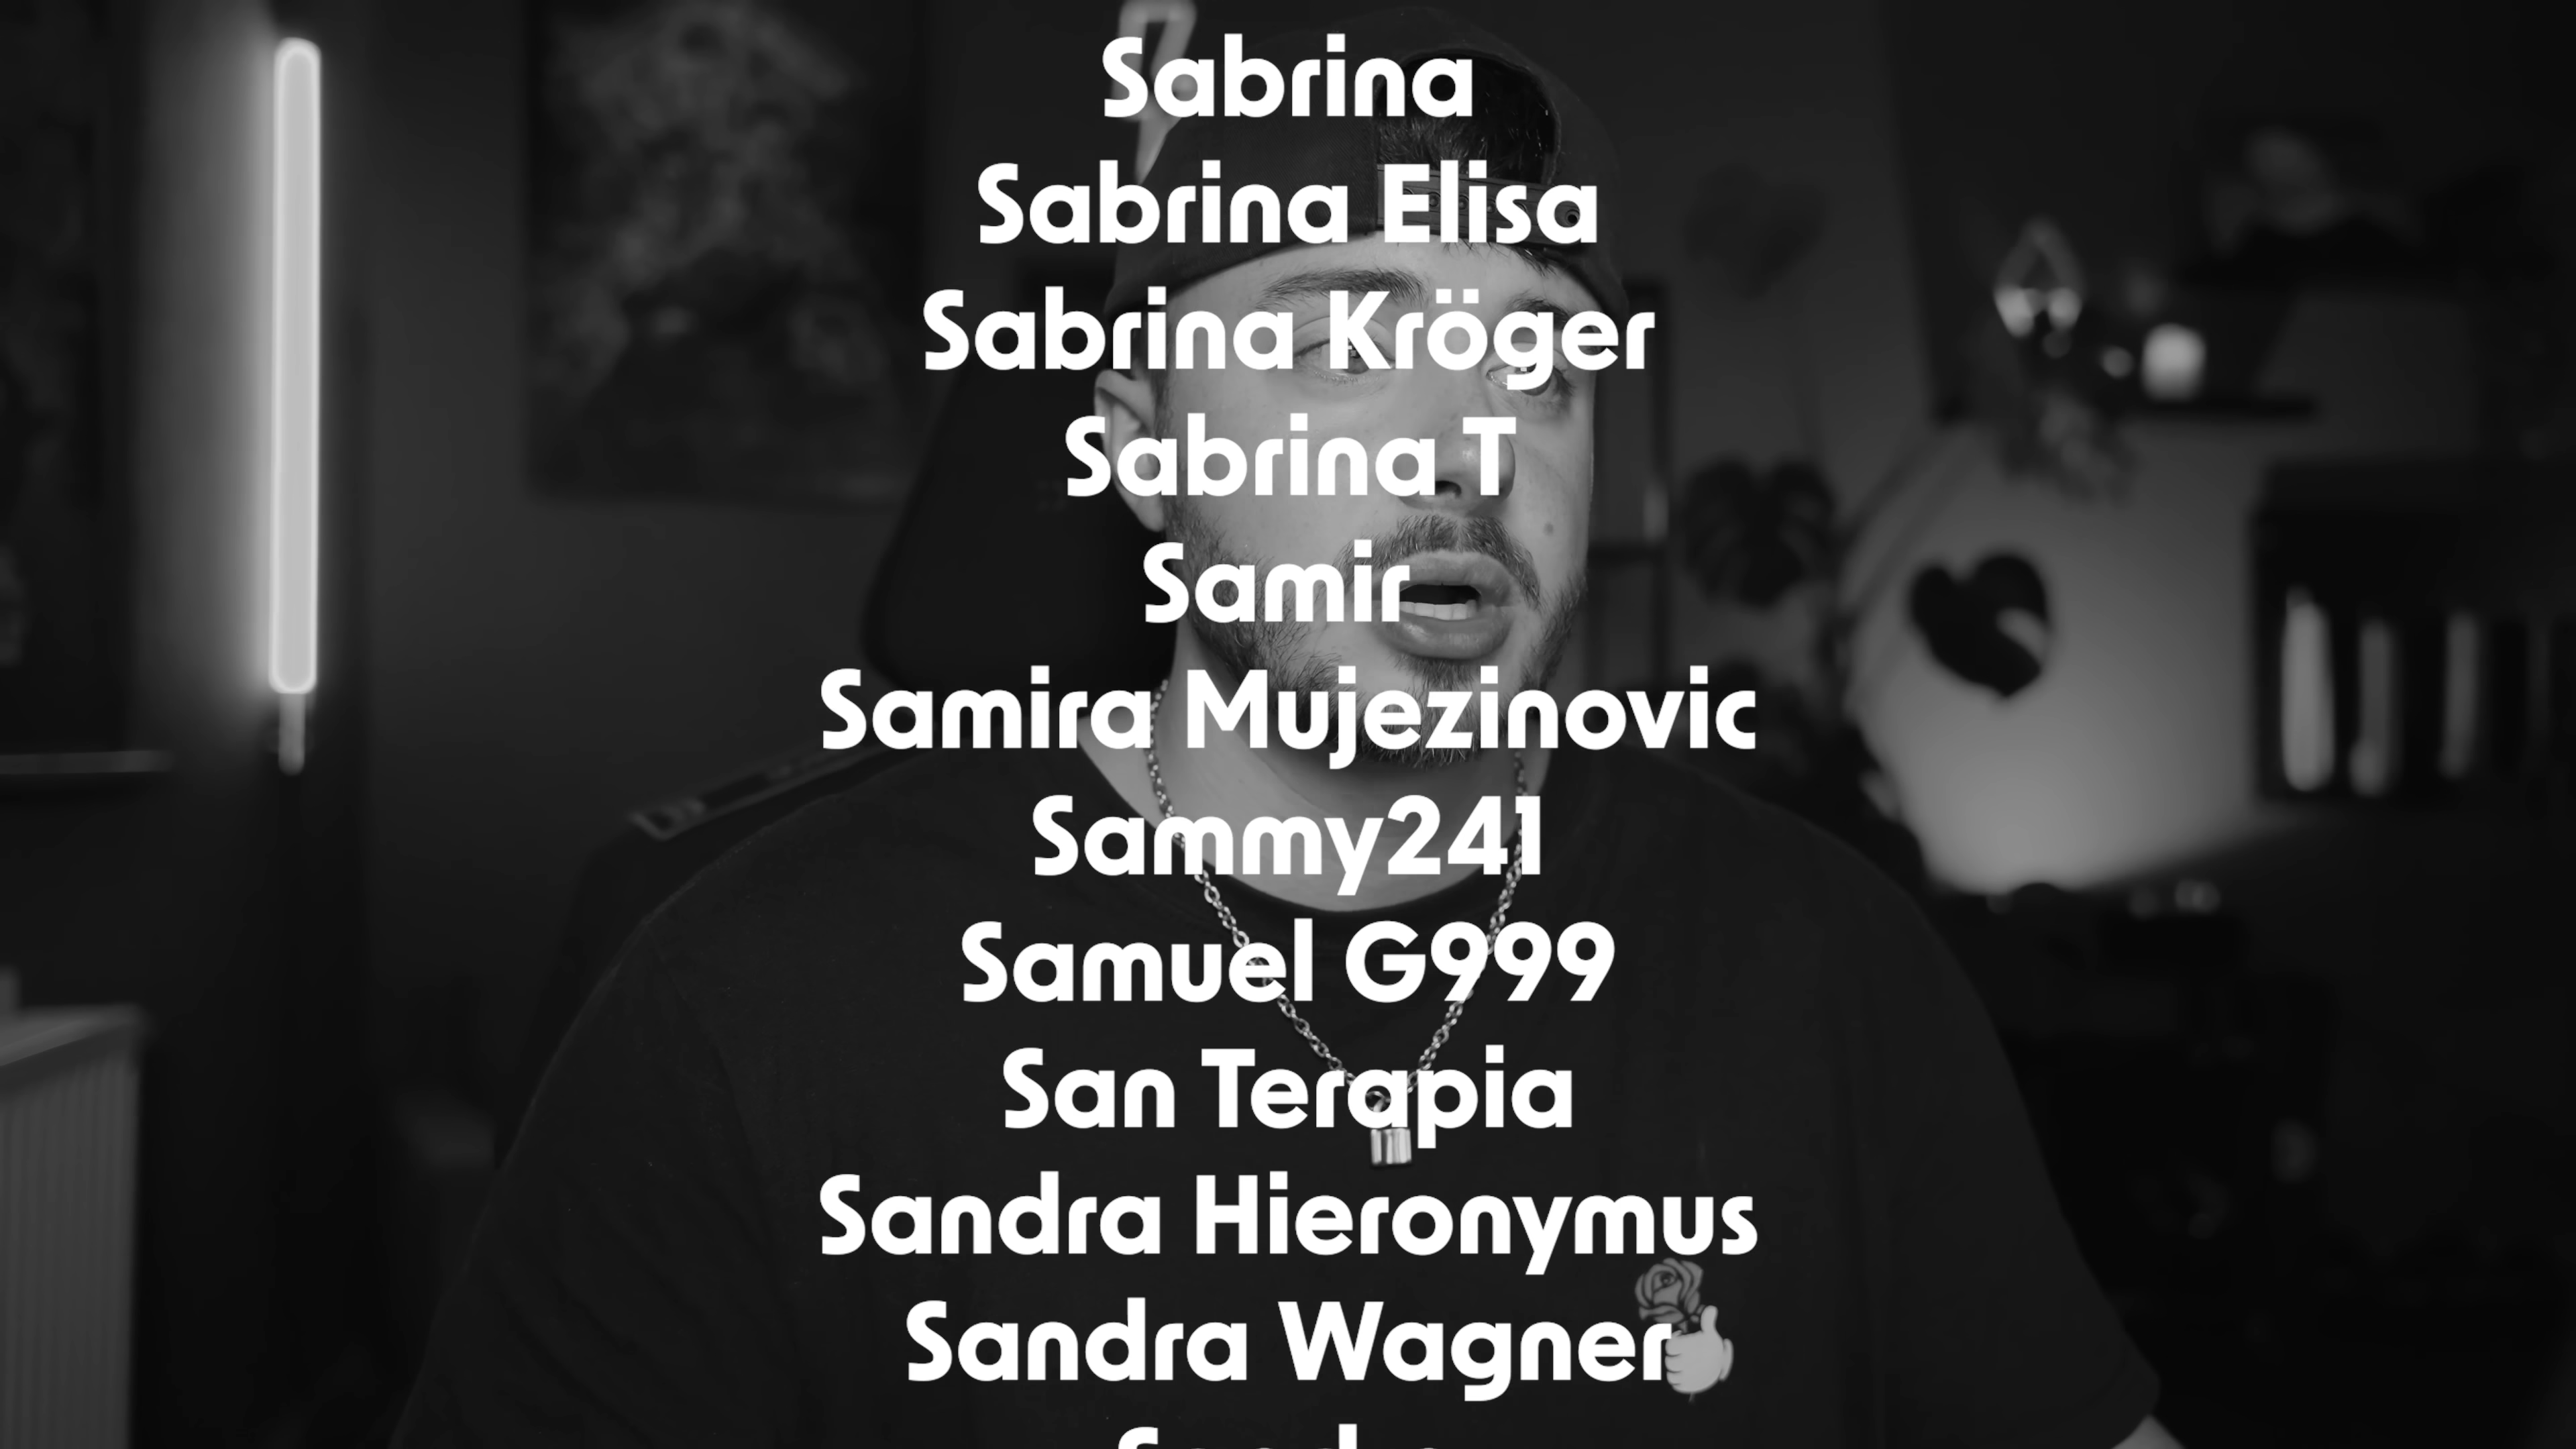 Sabrina
Sabrina Elisa
Sabrina Kröger
Sabrina T
Samir
Samira Mujezinovic
Sammy241
Samuel G999
San Terapia
Sandra Hieronymus
Sandra Wagner